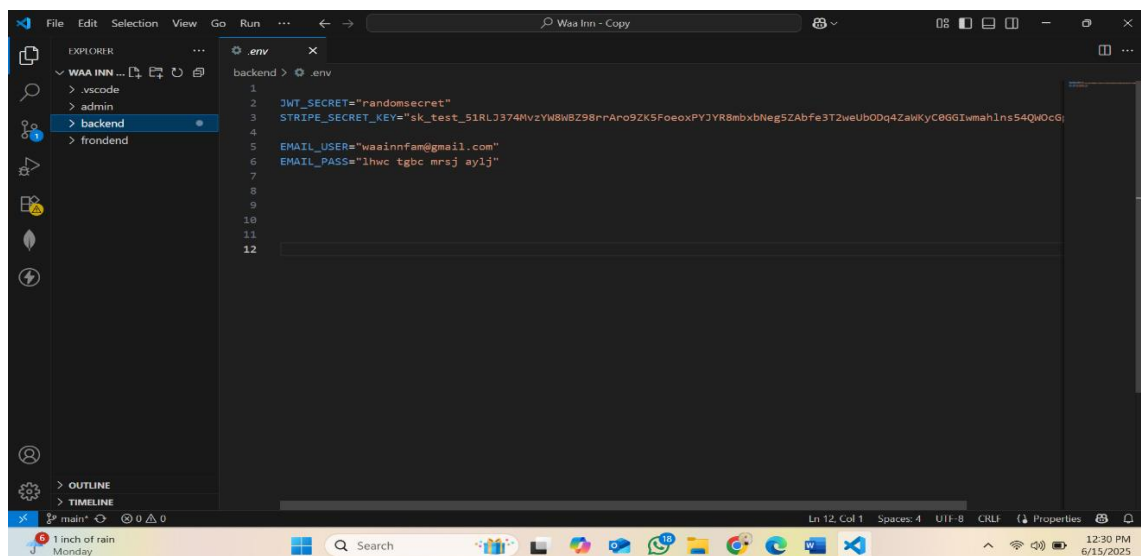 File Edit Selection View Go Run ... Waa Inn - Copy
EXPLORER ... .env
WAA INN ... backend > .env
.vscode
admin
backend
frondend
1
2 JWT_SECRET="randomsecret"
3 STRIPE_SECRET_KEY=
4
5 EMAIL_USER="waainnfam@gmail.com"
6 EMAIL_PASS="lhwc tgbc mrsj aylj"
7
8
9
10
11
12
1
OUTLINE
TIMELINE
main* 0 0 Ln 12, Col 1 Spaces: 4 UTF-8 CRLF Properties
6 1 inch of rain
Monday
Search
18
12:30 PM
6/15/2025